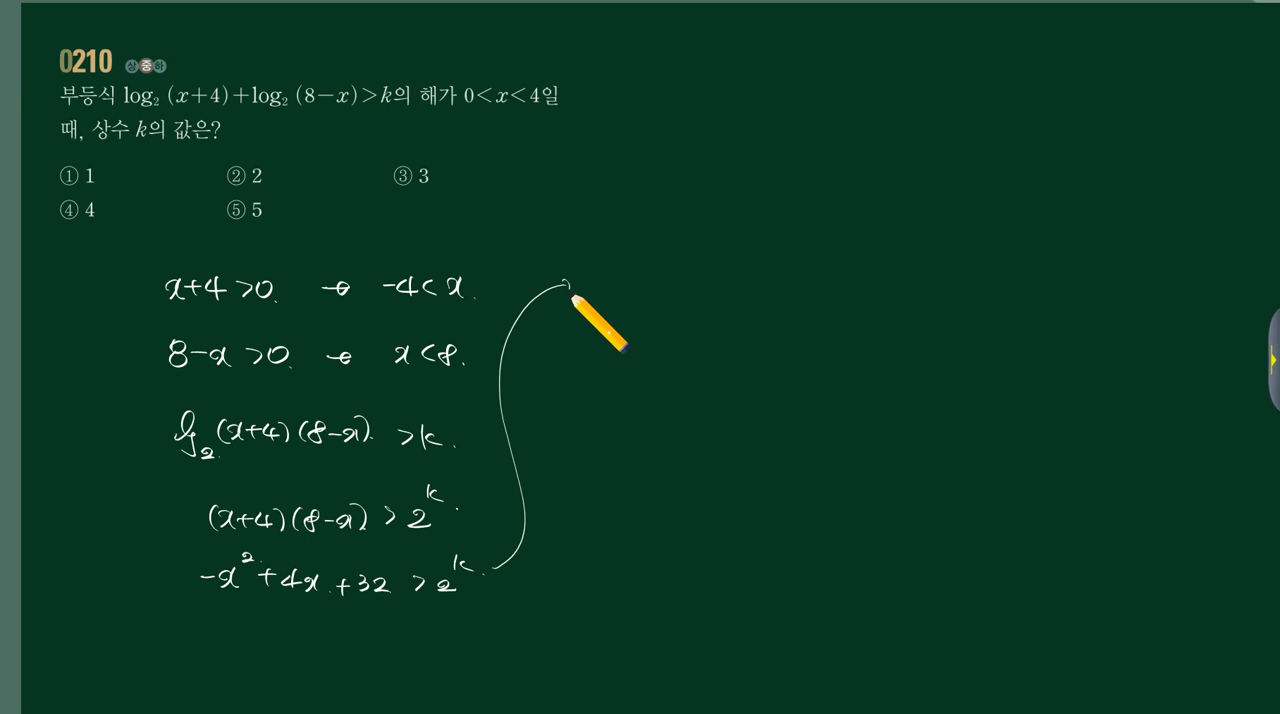 0210 상중하
부등식 log₂ (x+4)+log₂ (8−x)>k의 해가 0<x<4일
때, 상수 k의 값은?
① 1 ② 2 ③ 3
④ 4 ⑤ 5
x+4>0. → -4<x.
8-x>0. → x<8.
log₂(x+4)(8-x) >k.
(x+4)(8-x) > 2ᵏ.
-x²+4x+32 >2ᵏ.